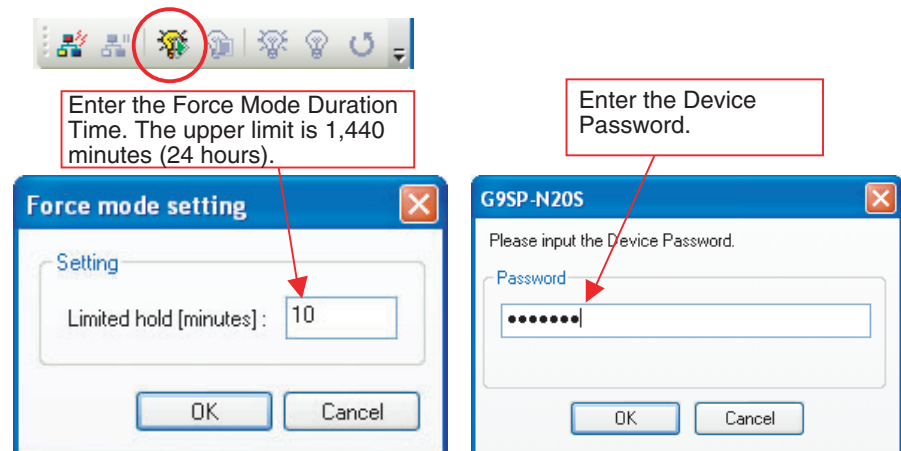 Enter the Force Mode Duration
Time. The upper limit is 1,440
minutes (24 hours).
Enter the Device
Password.
Force mode setting
Setting
Limited hold [minutes] :
10
OK
Cancel
G9SP-N20S
Please input the Device Password.
Password
•••••••
OK
Cancel